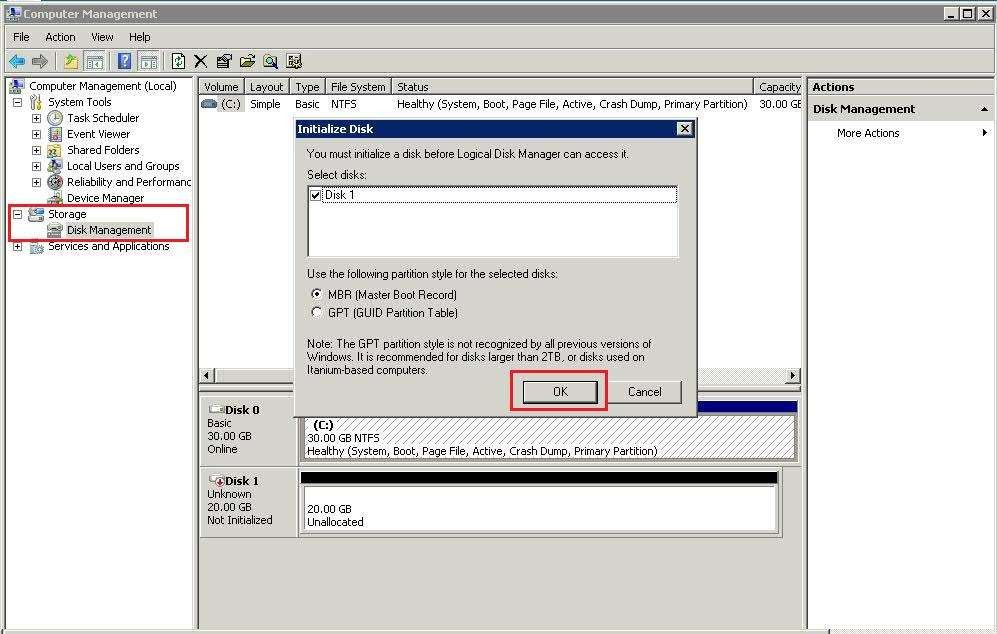 Computer Management
File Action View Help
Computer Management (Local)
System Tools
Task Scheduler
Event Viewer
Shared Folders
Local Users and Groups
Reliability and Performanc
Device Manager
Storage
Disk Management
Services and Applications
Volume Layout Type File System Status Capacity
(C:) Simple Basic NTFS Healthy (System, Boot, Page File, Active, Crash Dump, Primary Partition) 30.00 GB
Initialize Disk
You must initialize a disk before Logical Disk Manager can access it.
Select disks:
Disk 1
Use the following partition style for the selected disks:
MBR (Master Boot Record)
GPT (GUID Partition Table)
Note: The GPT partition style is not recognized by all previous versions of
Windows. It is recommended for disks larger than 2TB, or disks used on
Itanium-based computers.
OK Cancel
Disk 0
Basic
30.00 GB
Online
(C:)
30.00 GB NTFS
Healthy (System, Boot, Page File, Active, Crash Dump, Primary Partition)
Disk 1
Unknown
20.00 GB
Not Initialized
20.00 GB
Unallocated
Actions
Disk Management
More Actions